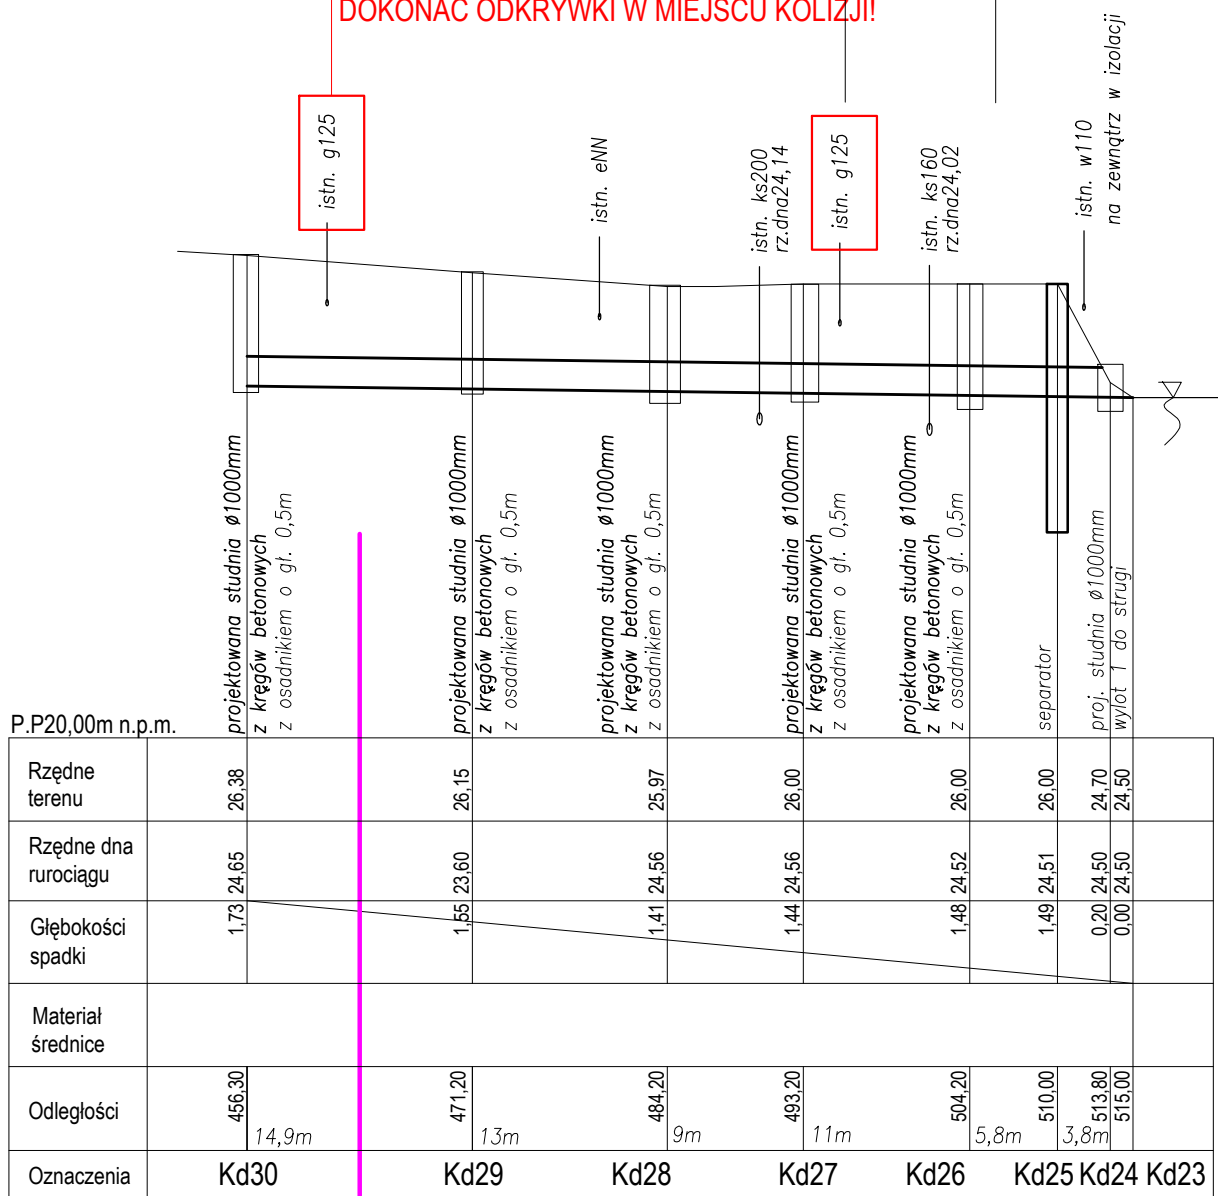 DOKONAĆ ODKRYWKI W MIEJSCU KOLIZJI!
istn. g125
istn. eNN
istn. ks200
rz.dna24,14
istn. g125
istn. ks160
rz.dna24,02
istn. w110
na zewnątrz w izolacji
projektowana studnia ø1000mm
z kręgów betonowych
z osadnikiem o gł. 0,5m
projektowana studnia ø1000mm
z kręgów betonowych
z osadnikiem o gł. 0,5m
projektowana studnia ø1000mm
z kręgów betonowych
z osadnikiem o gł. 0,5m
projektowana studnia ø1000mm
z kręgów betonowych
z osadnikiem o gł. 0,5m
projektowana studnia ø1000mm
z kręgów betonowych
z osadnikiem o gł. 0,5m
separator
proj. studnia ø1000mm
wylot 1 do strugi
P.P20,00m n.p.m.
Rzędne
terenu
26,38 26,15 25,97 26,00 26,00 26,00 24,70 24,50
Rzędne dna
rurociągu
24,65 23,60 24,56 24,56 24,52 24,51 24,50 24,50
Głębokości
spadki
1,73 1,55 1,41 1,44 1,48 1,49 0,20 0,00
Materiał
średnice
Odległości
456,30 471,20 484,20 493,20 504,20 510,00 513,80 515,00
14,9m 13m 9m 11m 5,8m 3,8m
Oznaczenia
Kd30 Kd29 Kd28 Kd27 Kd26 Kd25 Kd24 Kd23